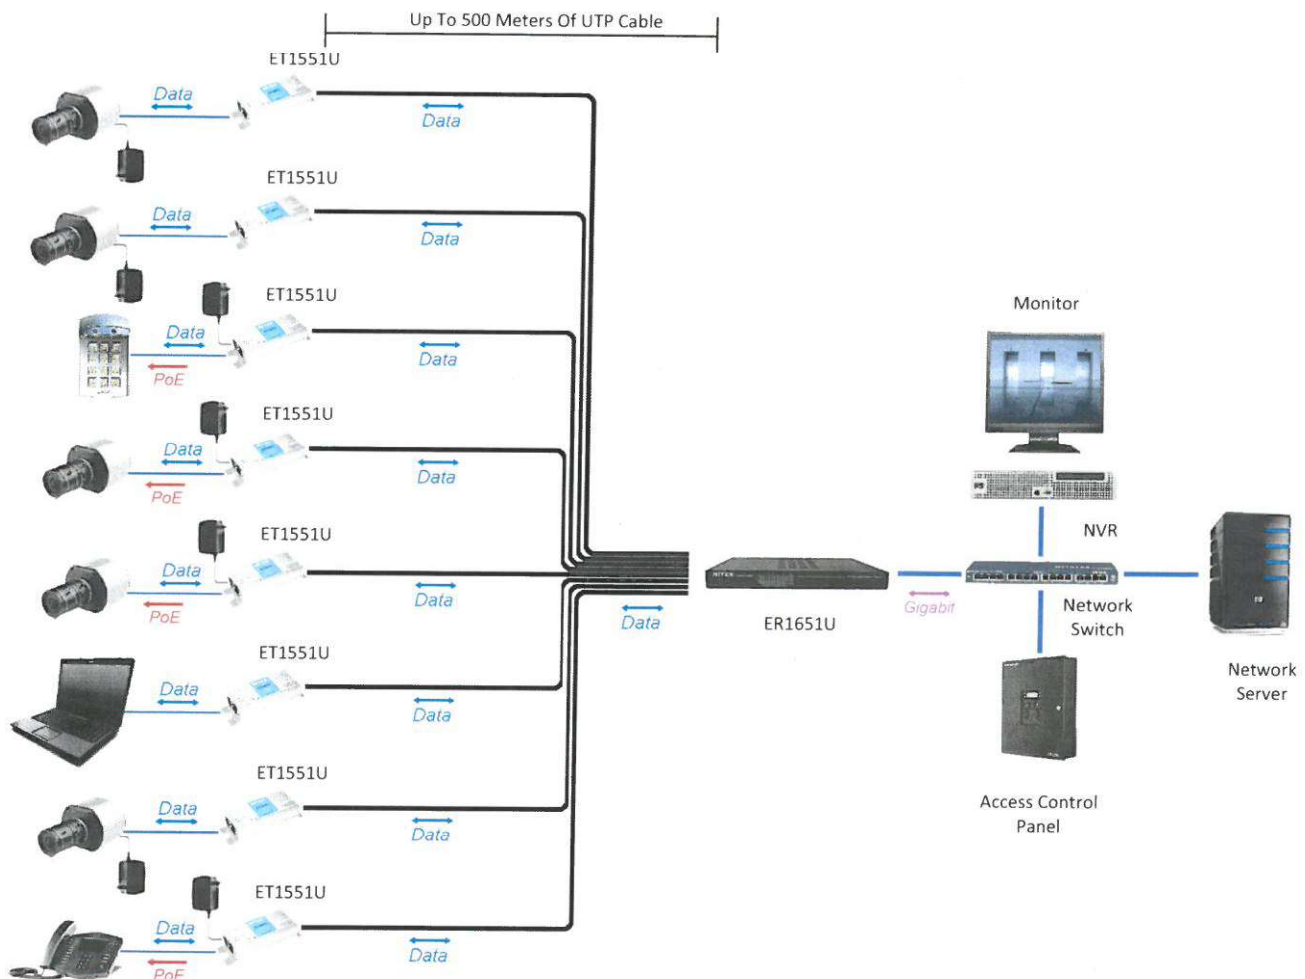 Up To 500 Meters Of UTP Cable
ET1551U
Data
Data
ET1551U
Data
Data
ET1551U
Data
Data
PoE
ET1551U
Data
Data
PoE
ET1551U
Data
Data
PoE
ET1551U
Data
Data
ET1551U
Data
Data
ET1551U
Data
Data
PoE
Data
ER1651U
Gigabit
Monitor
NVR
Network
Switch
Network
Server
Access Control
Panel